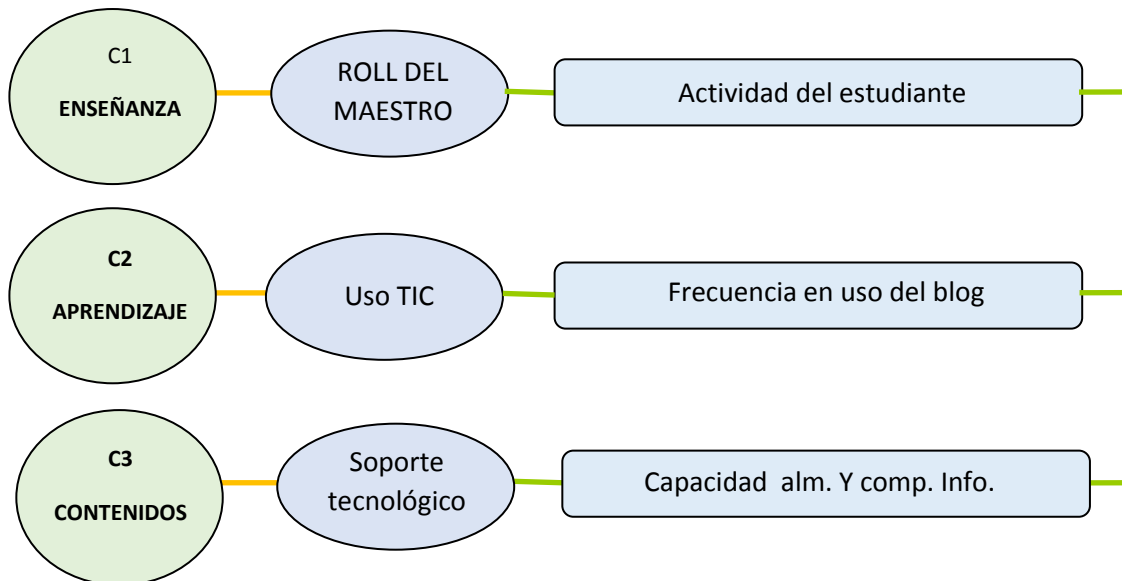 C1
ENSEÑANZA
ROLL DEL
MAESTRO
Actividad del estudiante
C2
APRENDIZAJE
Uso TIC
Frecuencia en uso del blog
C3
CONTENIDOS
Soporte
tecnológico
Capacidad alm. Y comp. Info.